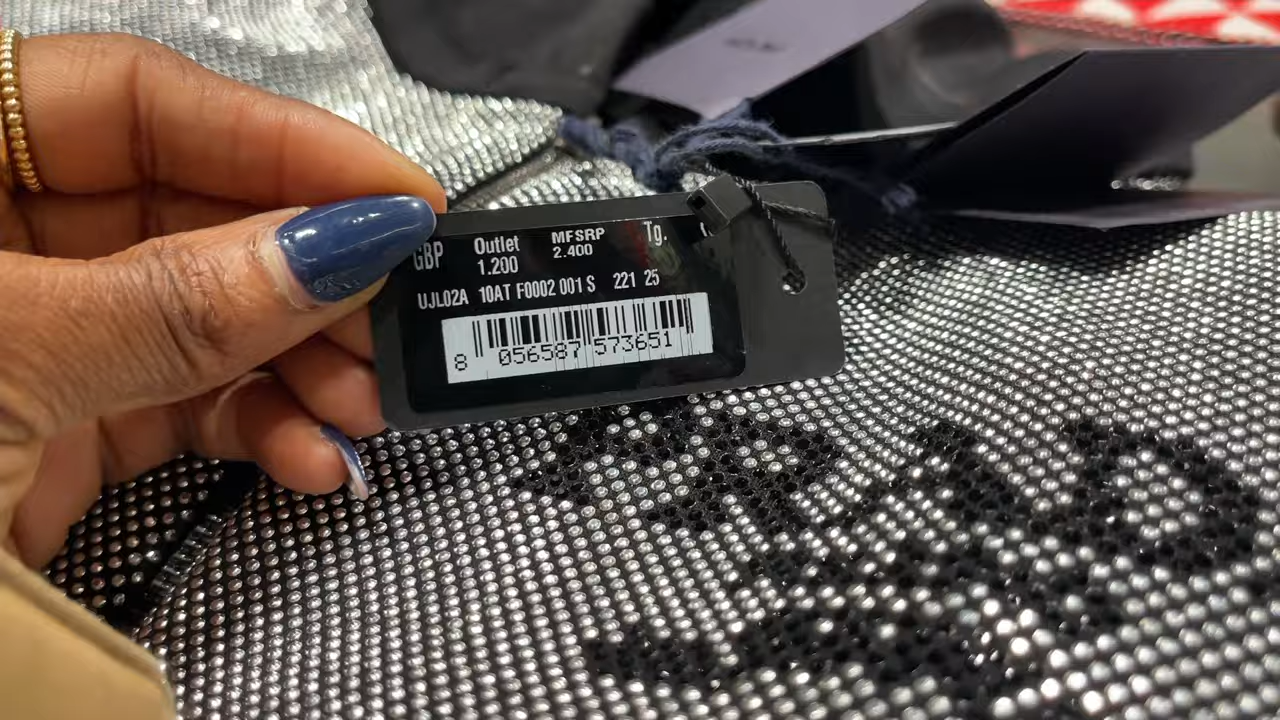 GBP Outlet MFSRP Tg.
1.200 2.400
UJL02A 10AT F0002 001 S 221 25
8 056587 573651